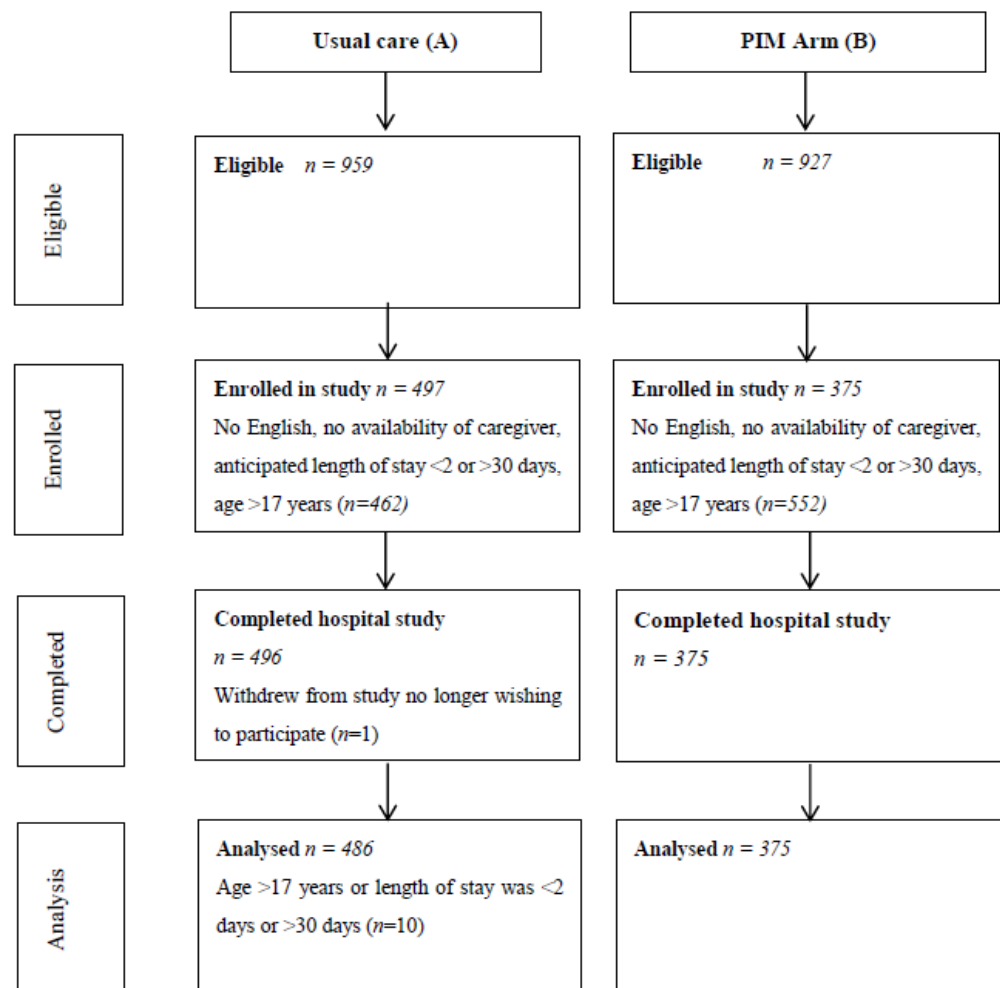 Usual care (A)
PIM Arm (B)
Eligible
Eligible n = 959
Eligible n = 927
Enrolled
Enrolled in study n = 497
No English, no availability of caregiver,
anticipated length of stay <2 or >30 days,
age >17 years (n=462)
Enrolled in study n = 375
No English, no availability of caregiver,
anticipated length of stay <2 or >30 days,
age >17 years (n=552)
Completed
Completed hospital study
n = 496
Withdrew from study no longer wishing
to participate (n=1)
Completed hospital study
n = 375
Analysis
Analysed n = 486
Age >17 years or length of stay was <2
days or >30 days (n=10)
Analysed n = 375